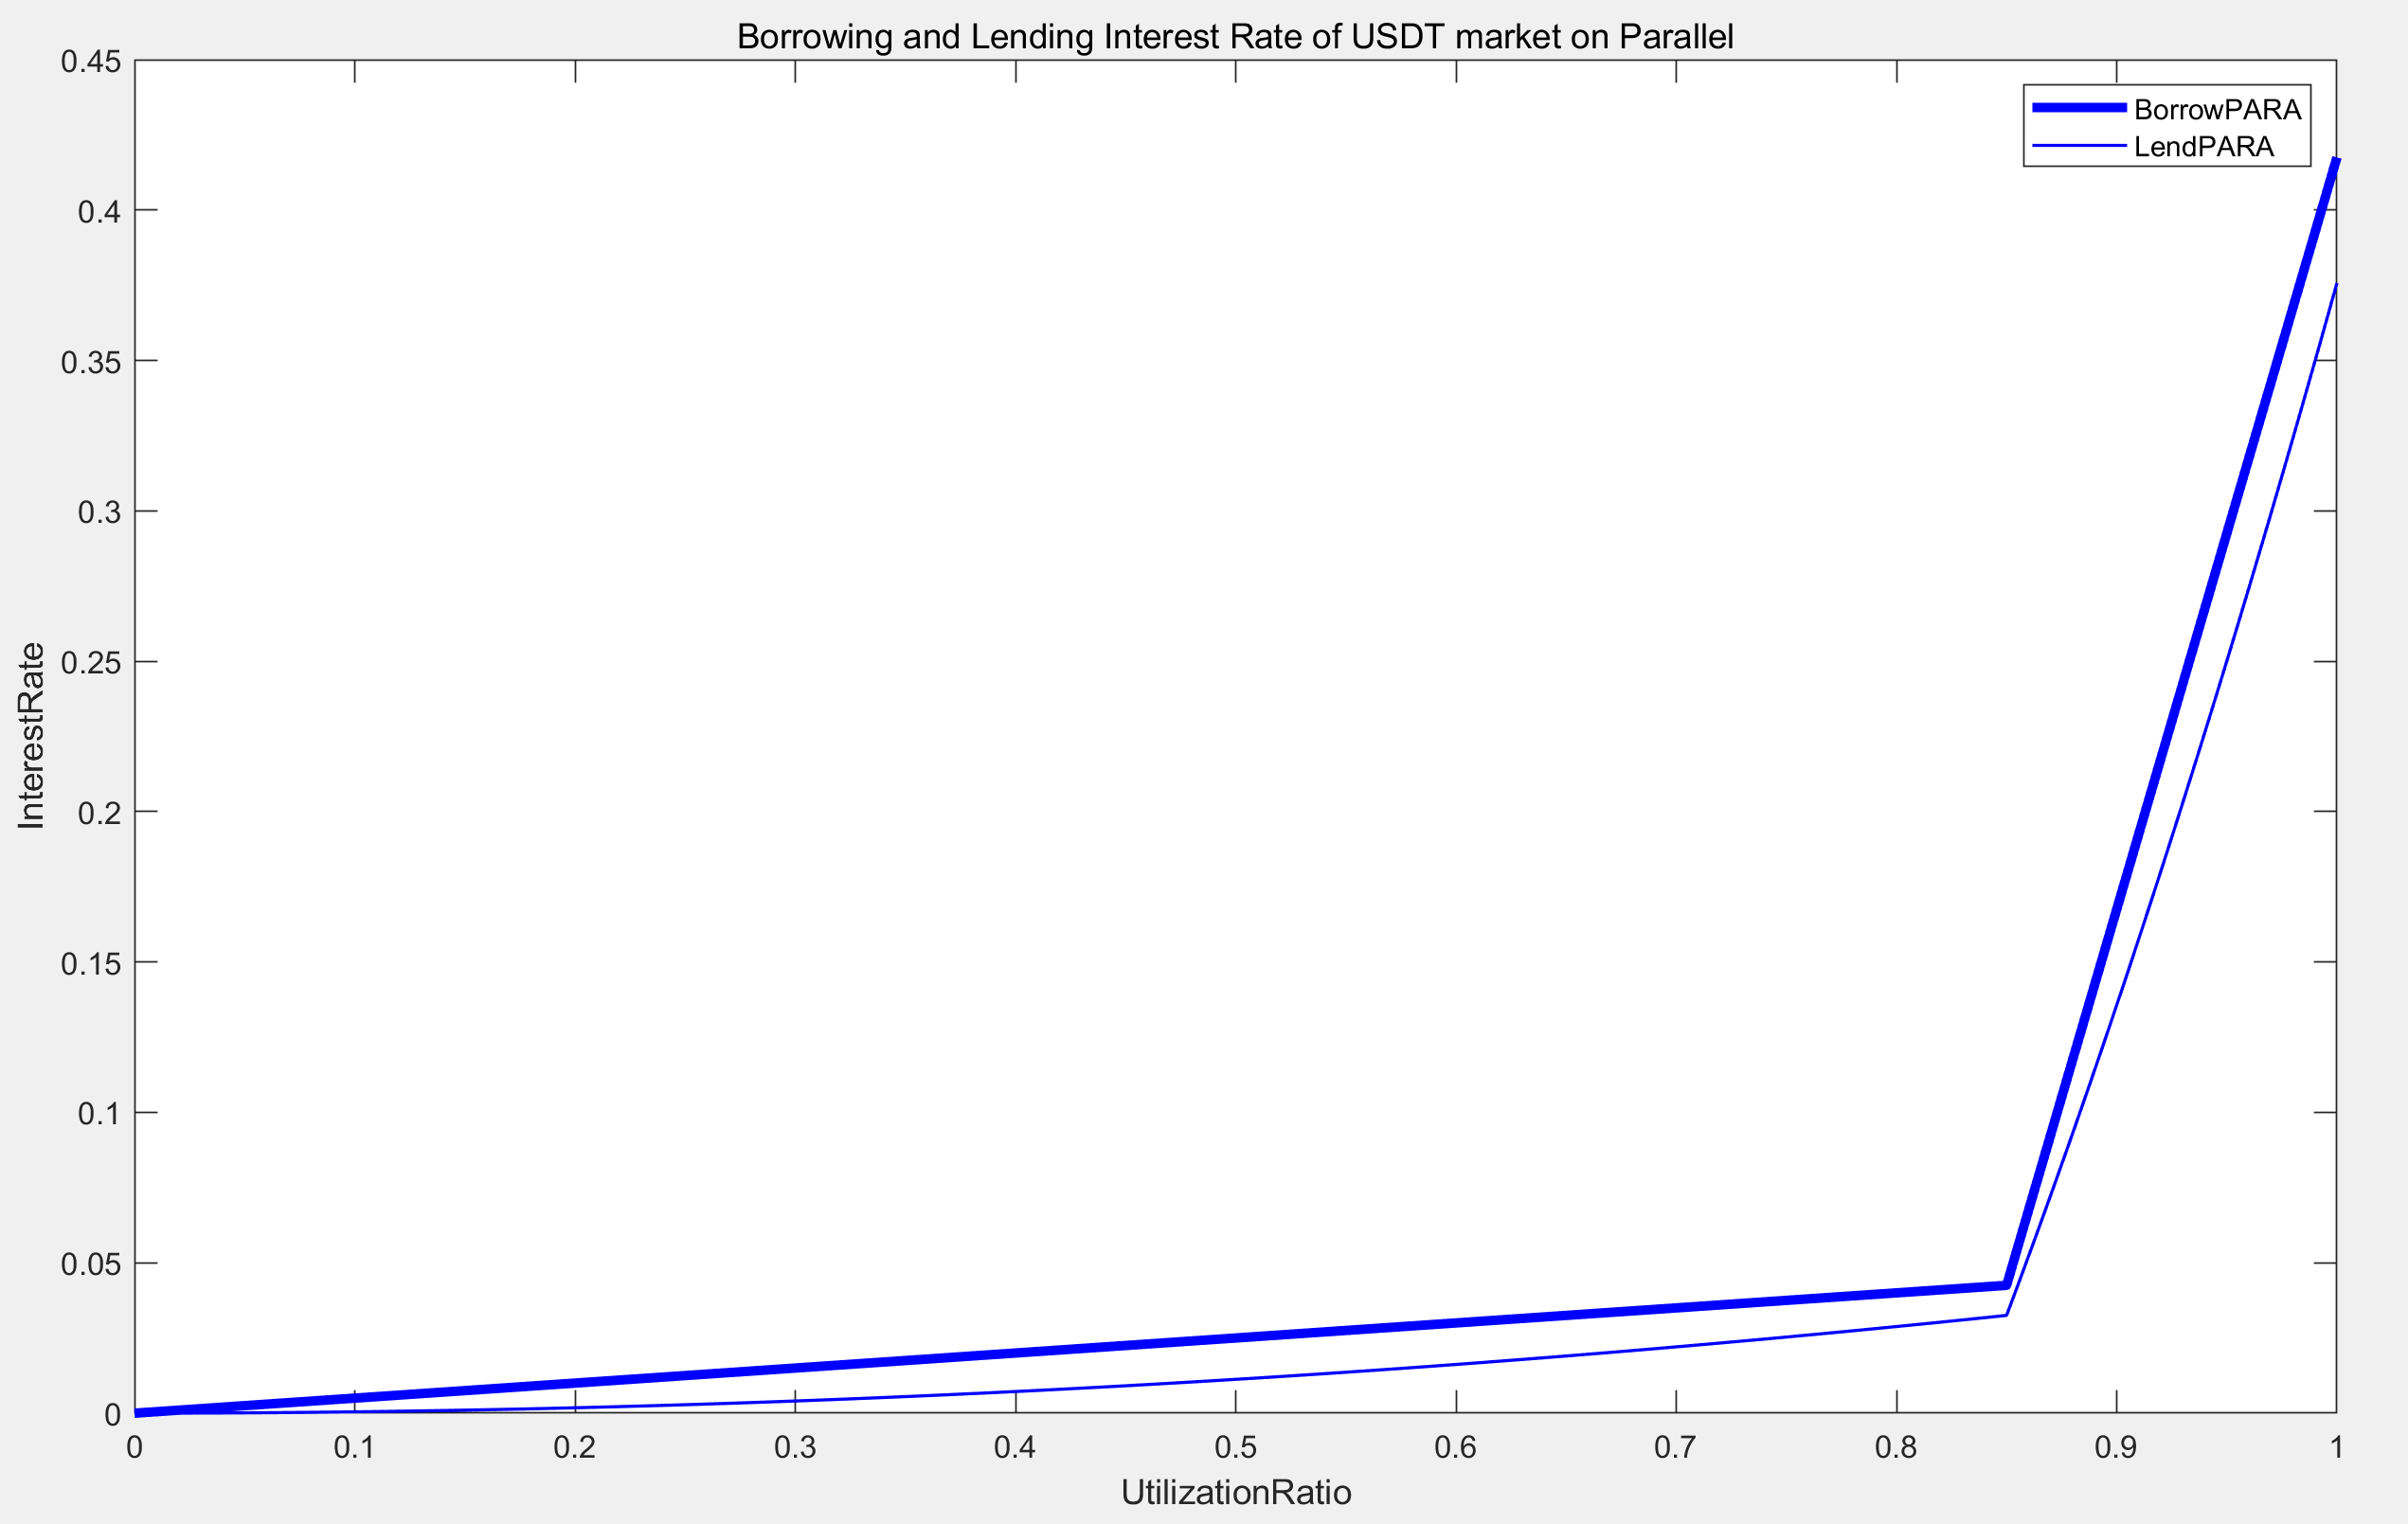 Borrowing and Lending Interest Rate of USDT market on Parallel
0.45
0.4
0.35
0.3
0.25
0.2
0.15
0.1
0.05
0
InterestRate
BorrowPARA
LendPARA
0 0.1 0.2 0.3 0.4 0.5 0.6 0.7 0.8 0.9 1
UtilizationRatio